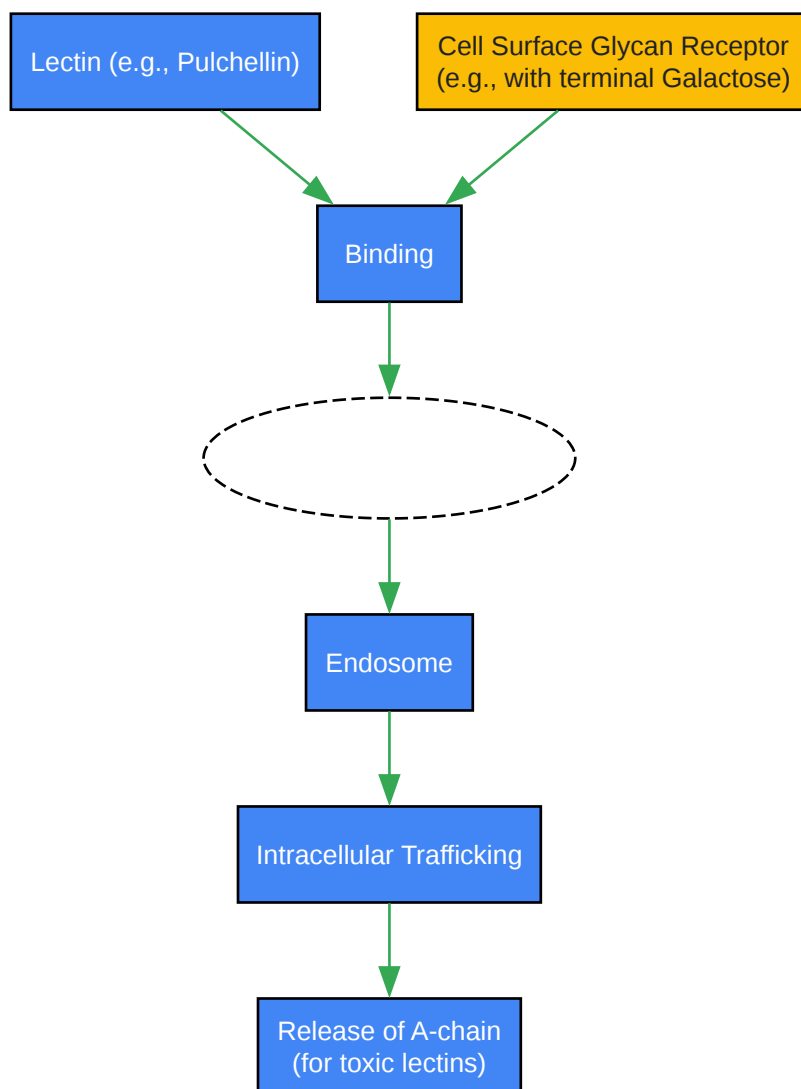 Lectin (e.g., Pulchellin)
Cell Surface Glycan Receptor
(e.g., with terminal Galactose)
Binding
Endosome
Intracellular Trafficking
Release of A-chain
(for toxic lectins)